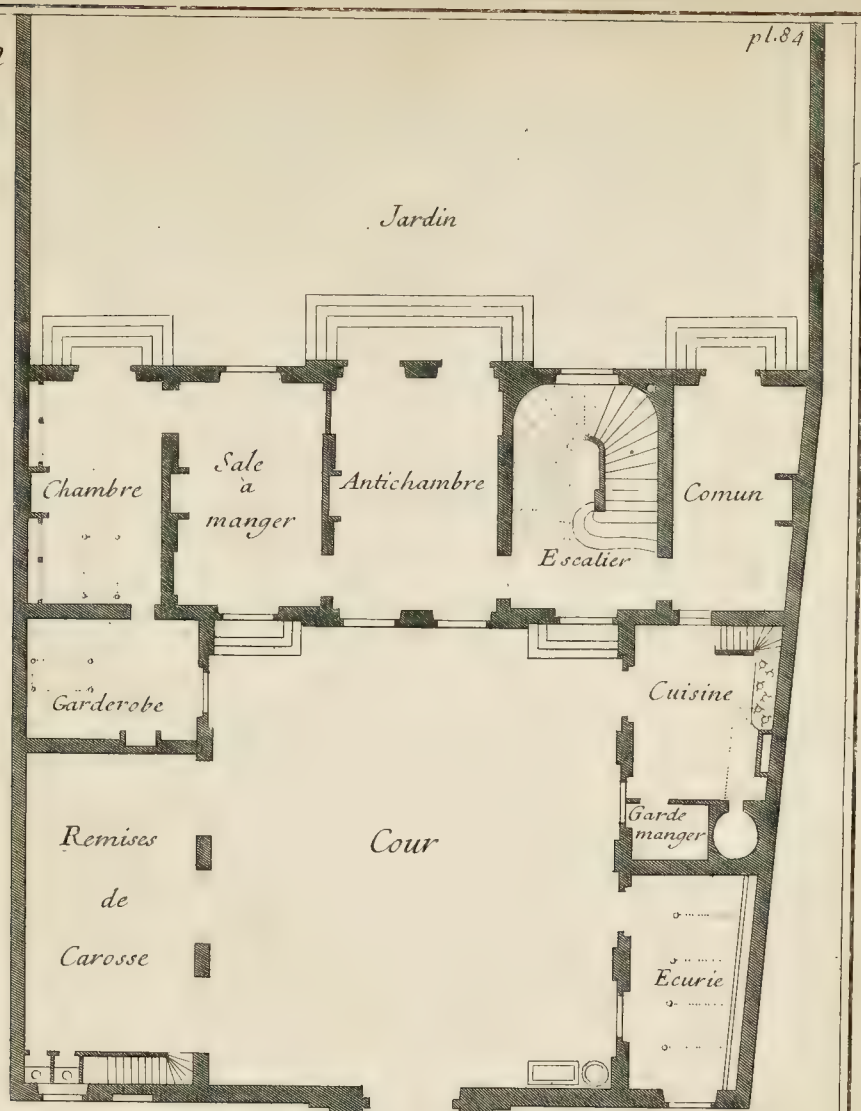 pl.84
Jardin
Chambre
Sale
à
manger
Antichambre
Escalier
Comun
Garderobe
Cuisine
Garde
manger
Remises
de
Carosse
Cour
Ecurie